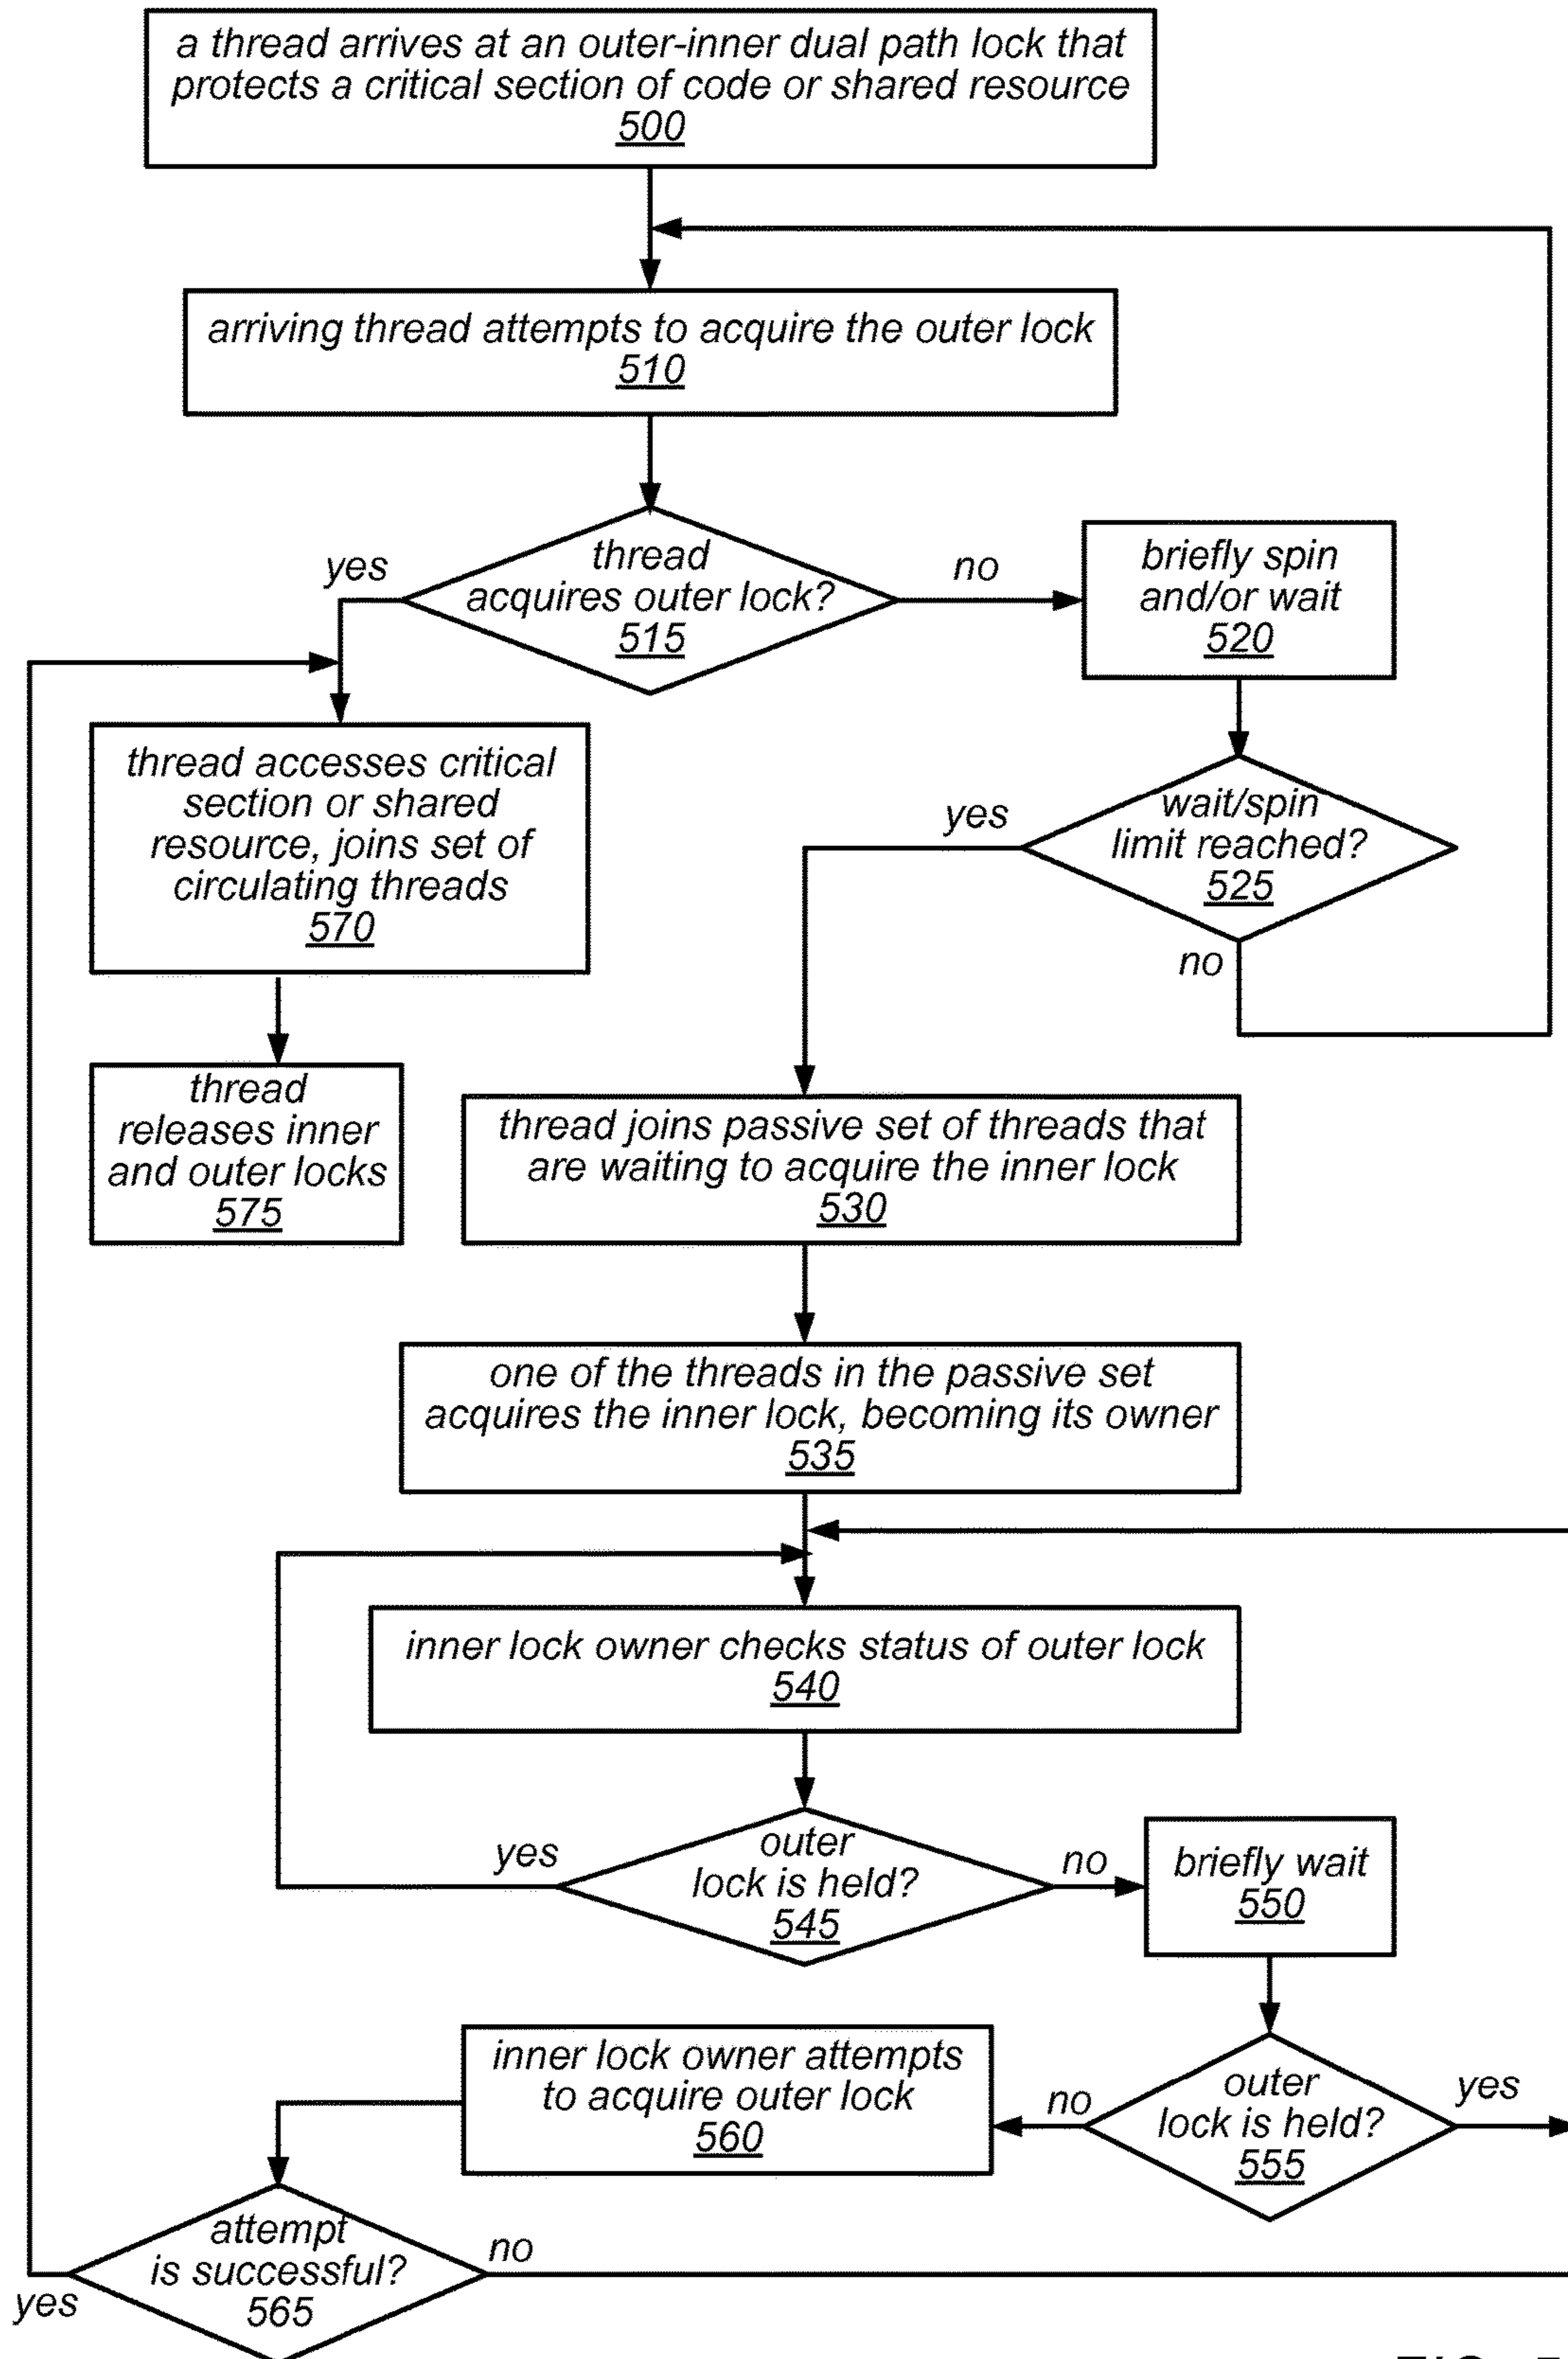 a thread arrives at an outer-inner dual path lock that
protects a critical section of code or shared resource
500
arriving thread attempts to acquire the outer lock
510
thread
acquires outer lock?
515
yes
no
briefly spin
and/or wait
520
wait/spin
limit reached?
525
yes
no
thread accesses critical
section or shared
resource, joins set of
circulating threads
570
thread
releases inner
and outer locks
575
thread joins passive set of threads that
are waiting to acquire the inner lock
530
one of the threads in the passive set
acquires the inner lock, becoming its owner
535
inner lock owner checks status of outer lock
540
outer
lock is held?
545
yes
no
briefly wait
550
outer
lock is held?
555
no
yes
inner lock owner attempts
to acquire outer lock
560
attempt
is successful?
565
no
yes